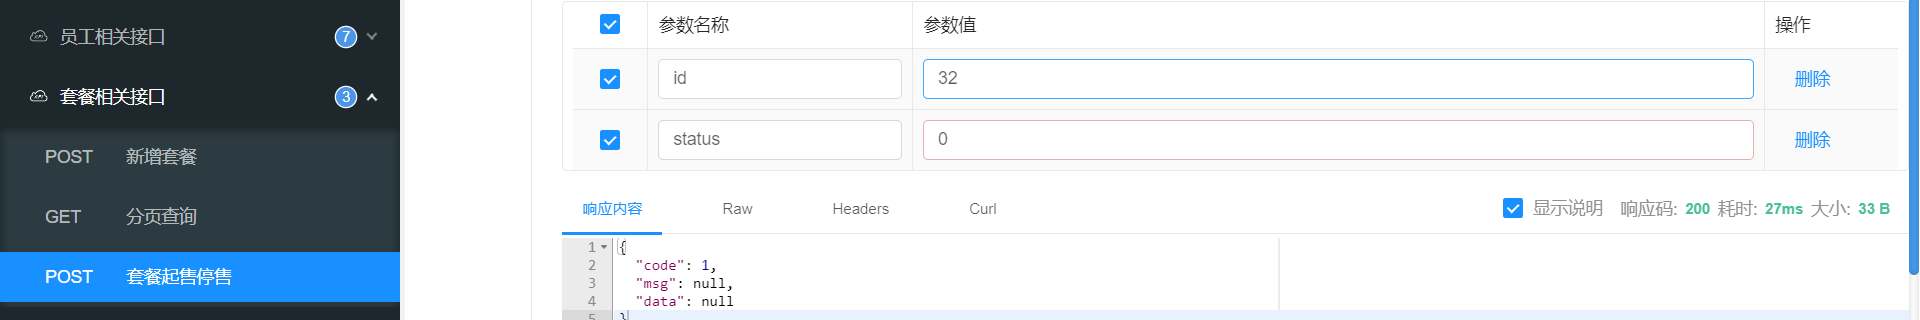 员工相关接口 7
套餐相关接口 3
POST 新增套餐
GET 分页查询
POST 套餐起售停售
参数名称 参数值 操作
id 32 删除
status 0 删除
响应内容 Raw Headers Curl 显示说明 响应码: 200 耗时: 27ms 大小: 33 B
1 {
2 "code": 1,
3 "msg": null,
4 "data": null
5 }